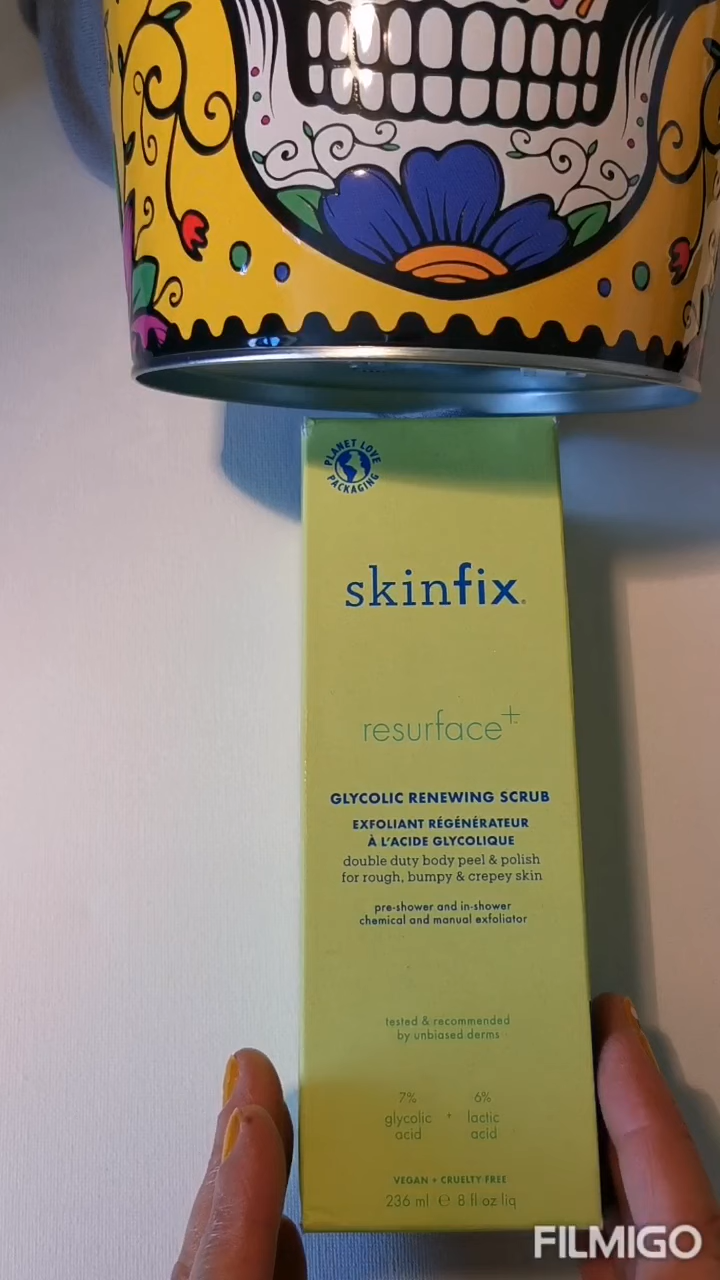 PLANET LOVE
PACKAGING
skinfix
resurface+
GLYCOLIC RENEWING SCRUB
EXFOLIANT RÉGÉNÉRATEUR
À L'ACIDE GLYCOLIQUE
double duty body peel & polish
for rough, bumpy & crepey skin
pre-shower and in-shower
chemical and manual exfoliator
tested & recommended
by unbiased derms
7% 6%
glycolic + lactic
acid acid
VEGAN + CRUELTY FREE
236 ml ℮ 8 fl oz liq
FILMIGO